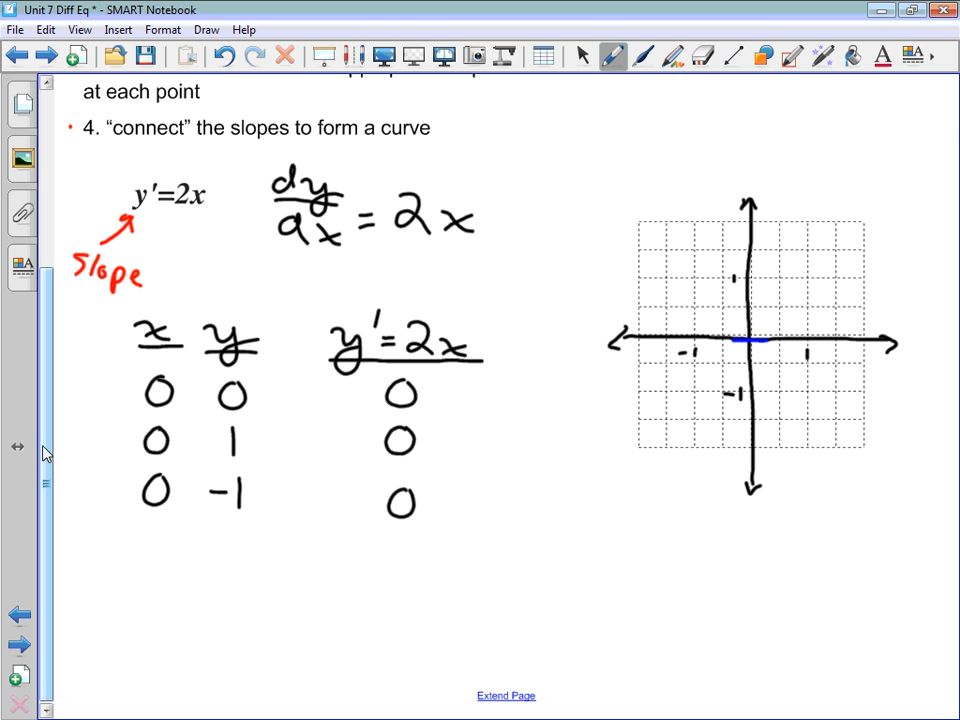 Unit 7 Diff Eq * - SMART Notebook
File Edit View Insert Format Draw Help
at each point
• 4. “connect” the slopes to form a curve
y'=2x
dy/dx = 2x
Slope
x y y'=2x
0 0 0
0 1 0
0 -1 0
1
-1 1
-1
Extend Page